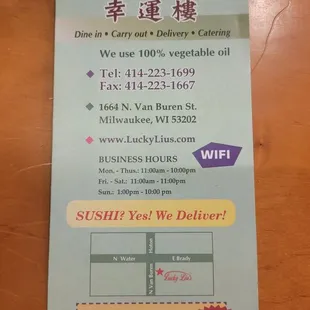 幸運樓
Dine in • Carry out • Delivery • Catering
We use 100% vegetable oil
Tel: 414-223-1699
Fax: 414-223-1667
1664 N. Van Buren St.
Milwaukee, WI 53202
www.LuckyLius.com
WIFI
BUSINESS HOURS
Mon. - Thus.: 11:00am - 10:00pm
Fri. - Sat.: 11:00am - 11:00pm
Sun.: 1:00pm - 10:00 pm
SUSHI? Yes! We Deliver!
N Water
E Ready
N Van Buren
Lucky Liu's